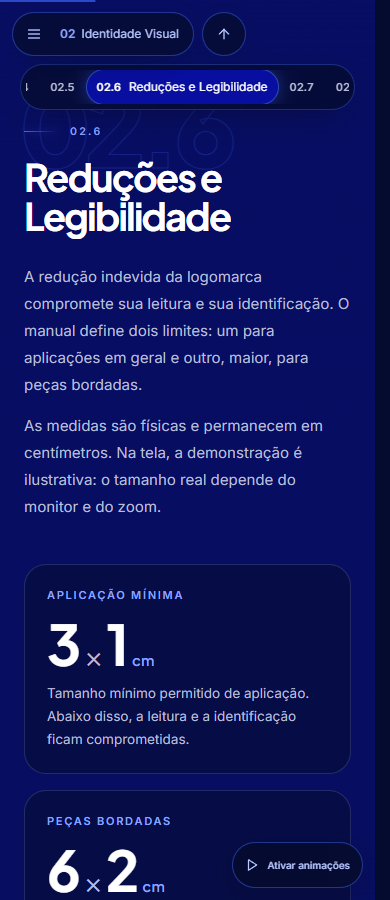 02 Identidade Visual
02.5
02.6 Reduções e Legibilidade
02.7
02
02.6
02.6
Reduções e
Legibilidade
A redução indevida da logomarca
compromete sua leitura e sua identificação. O
manual define dois limites: um para
aplicações em geral e outro, maior, para
peças bordadas.
As medidas são físicas e permanecem em
centímetros. Na tela, a demonstração é
ilustrativa: o tamanho real depende do
monitor e do zoom.
APLICAÇÃO MÍNIMA
3 × 1 cm
Tamanho mínimo permitido de aplicação.
Abaixo disso, a leitura e a identificação
ficam comprometidas.
PEÇAS BORDADAS
6 × 2 cm
Ativar animações